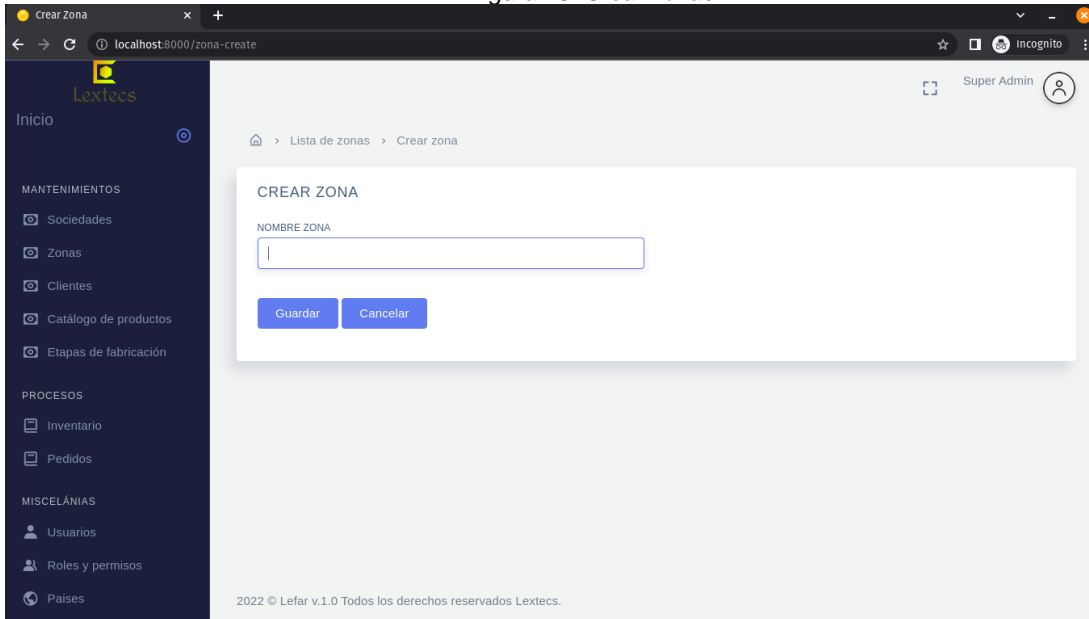 Crear Zona
localhost:8000/zona-create
Incognito
Lextecs
Super Admin
Inicio
Lista de zonas > Crear zona
MANTENIMIENTOS
Sociedades
Zonas
Clientes
Catálogo de productos
Etapas de fabricación
PROCESOS
Inventario
Pedidos
MISCELÁNIAS
Usuarios
Roles y permisos
Paises
CREAR ZONA
NOMBRE ZONA
Guardar Cancelar
2022 © Lefar v.1.0 Todos los derechos reservados Lextecs.